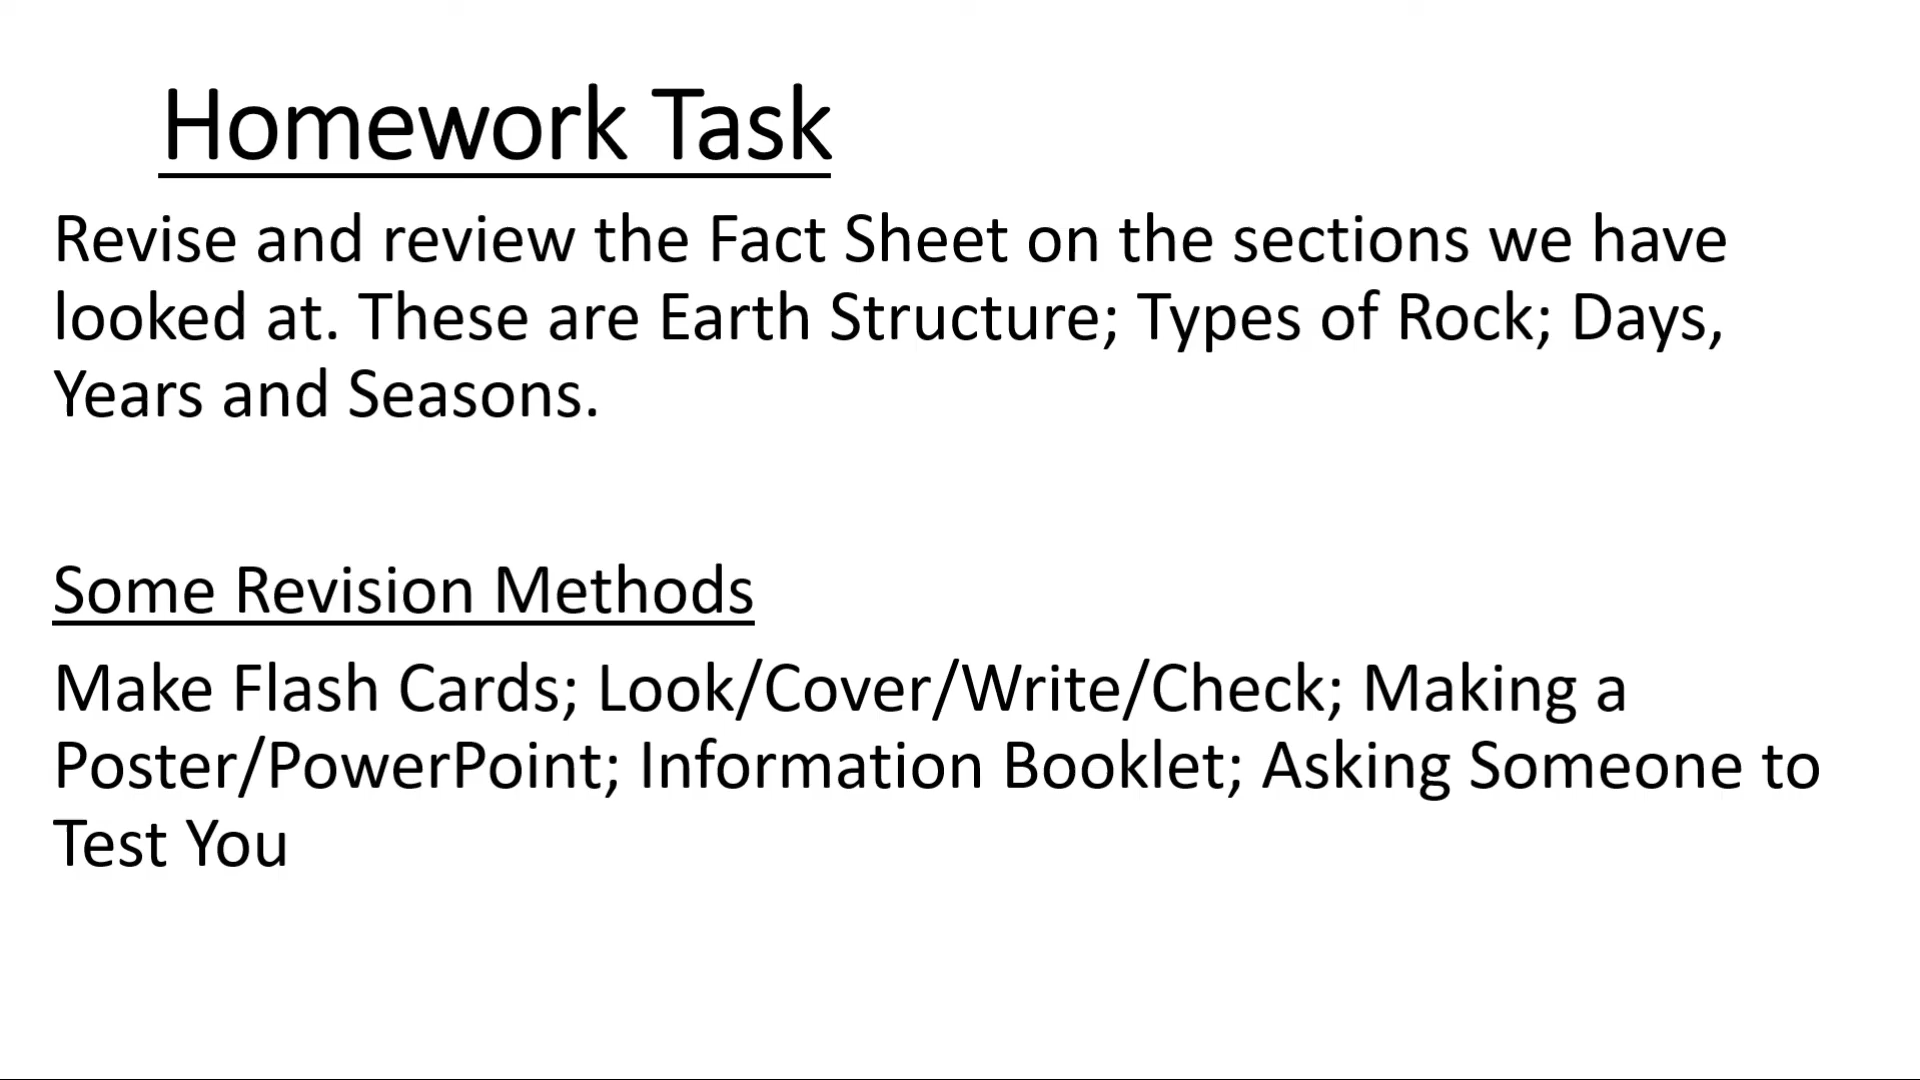 Homework Task
Revise and review the Fact Sheet on the sections we have
looked at. These are Earth Structure; Types of Rock; Days,
Years and Seasons.
Some Revision Methods
Make Flash Cards; Look/Cover/Write/Check; Making a
Poster/PowerPoint; Information Booklet; Asking Someone to
Test You